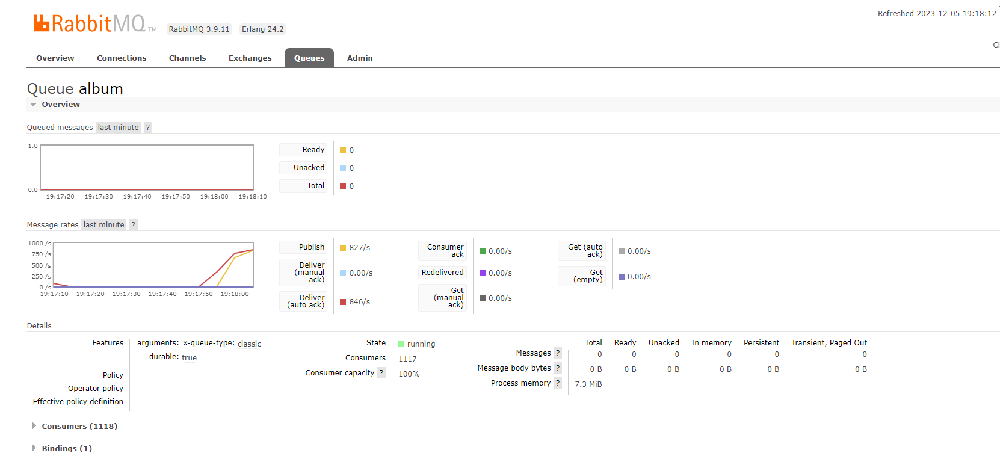 RabbitMQ TM RabbitMQ 3.9.11 Erlang 24.2
Refreshed 2023-12-05 19:18:12
Cl
Overview Connections Channels Exchanges Queues Admin
Queue album
Overview
Queued messages last minute ?
1.0
0.0
19:17:20 19:17:30 19:17:40 19:17:50 19:18:00 19:18:10
Ready 0
Unacked 0
Total 0
Message rates last minute ?
1000 /s
750 /s
500 /s
250 /s
0 /s
19:17:10 19:17:20 19:17:30 19:17:40 19:17:50 19:18:00
Publish 827/s
Deliver (manual ack) 0.00/s
Deliver (auto ack) 846/s
Consumer ack 0.00/s
Redelivered 0.00/s
Get (manual ack) 0.00/s
Get (auto ack) 0.00/s
Get (empty) 0.00/s
Details
Features arguments: x-queue-type: classic
durable: true
Policy
Operator policy
Effective policy definition
State running
Consumers 1117
Consumer capacity ? 100%
Total Ready Unacked In memory Persistent Transient, Paged Out
Messages ? 0 0 0 0 0 0
Message body bytes ? 0 B 0 B 0 B 0 B 0 B 0 B
Process memory ? 7.3 MiB
Consumers (1118)
Bindings (1)